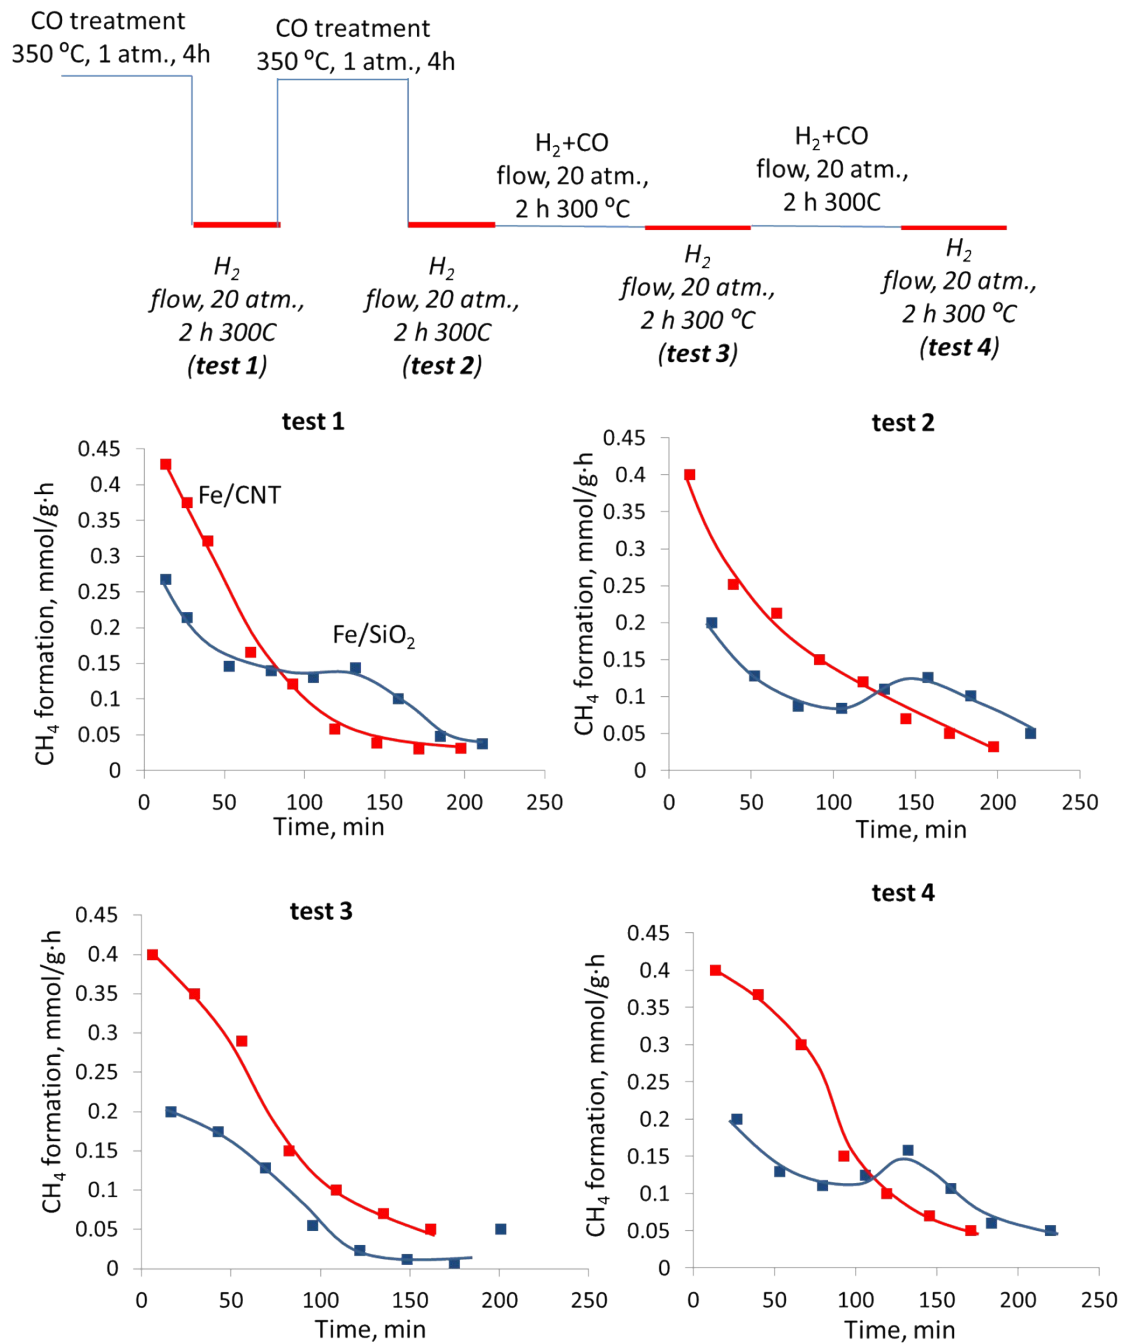 CO treatment
350 ⁰C, 1 atm., 4h
CO treatment
350 ⁰C, 1 atm., 4h
H₂+CO
flow, 20 atm.,
2 h 300 ⁰C
H₂+CO
flow, 20 atm.,
2 h 300C
H₂
flow, 20 atm.,
2 h 300C
(test 1)
H₂
flow, 20 atm.,
2 h 300C
(test 2)
H₂
flow, 20 atm.,
2 h 300 ⁰C
(test 3)
H₂
flow, 20 atm.,
2 h 300 ⁰C
(test 4)
test 1
CH₄ formation, mmol/g·h
0.45
0.4
0.35
0.3
0.25
0.2
0.15
0.1
0.05
0
Fe/CNT
Fe/SiO₂
0 50 100 150 200 250
Time, min
test 2
CH₄ formation, mmol/g·h
0.45
0.4
0.35
0.3
0.25
0.2
0.15
0.1
0.05
0
0 50 100 150 200 250
Time, min
test 3
CH₄ formation, mmol/g·h
0.45
0.4
0.35
0.3
0.25
0.2
0.15
0.1
0.05
0
0 50 100 150 200 250
Time, min
test 4
CH₄ formation, mmol/g·h
0.45
0.4
0.35
0.3
0.25
0.2
0.15
0.1
0.05
0
0 50 100 150 200 250
Time, min